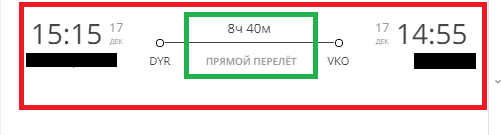 15:15 17 ДЕК 8ч 40м 17 ДЕК 14:55
DYR ПРЯМОЙ ПЕРЕЛЁТ VKO